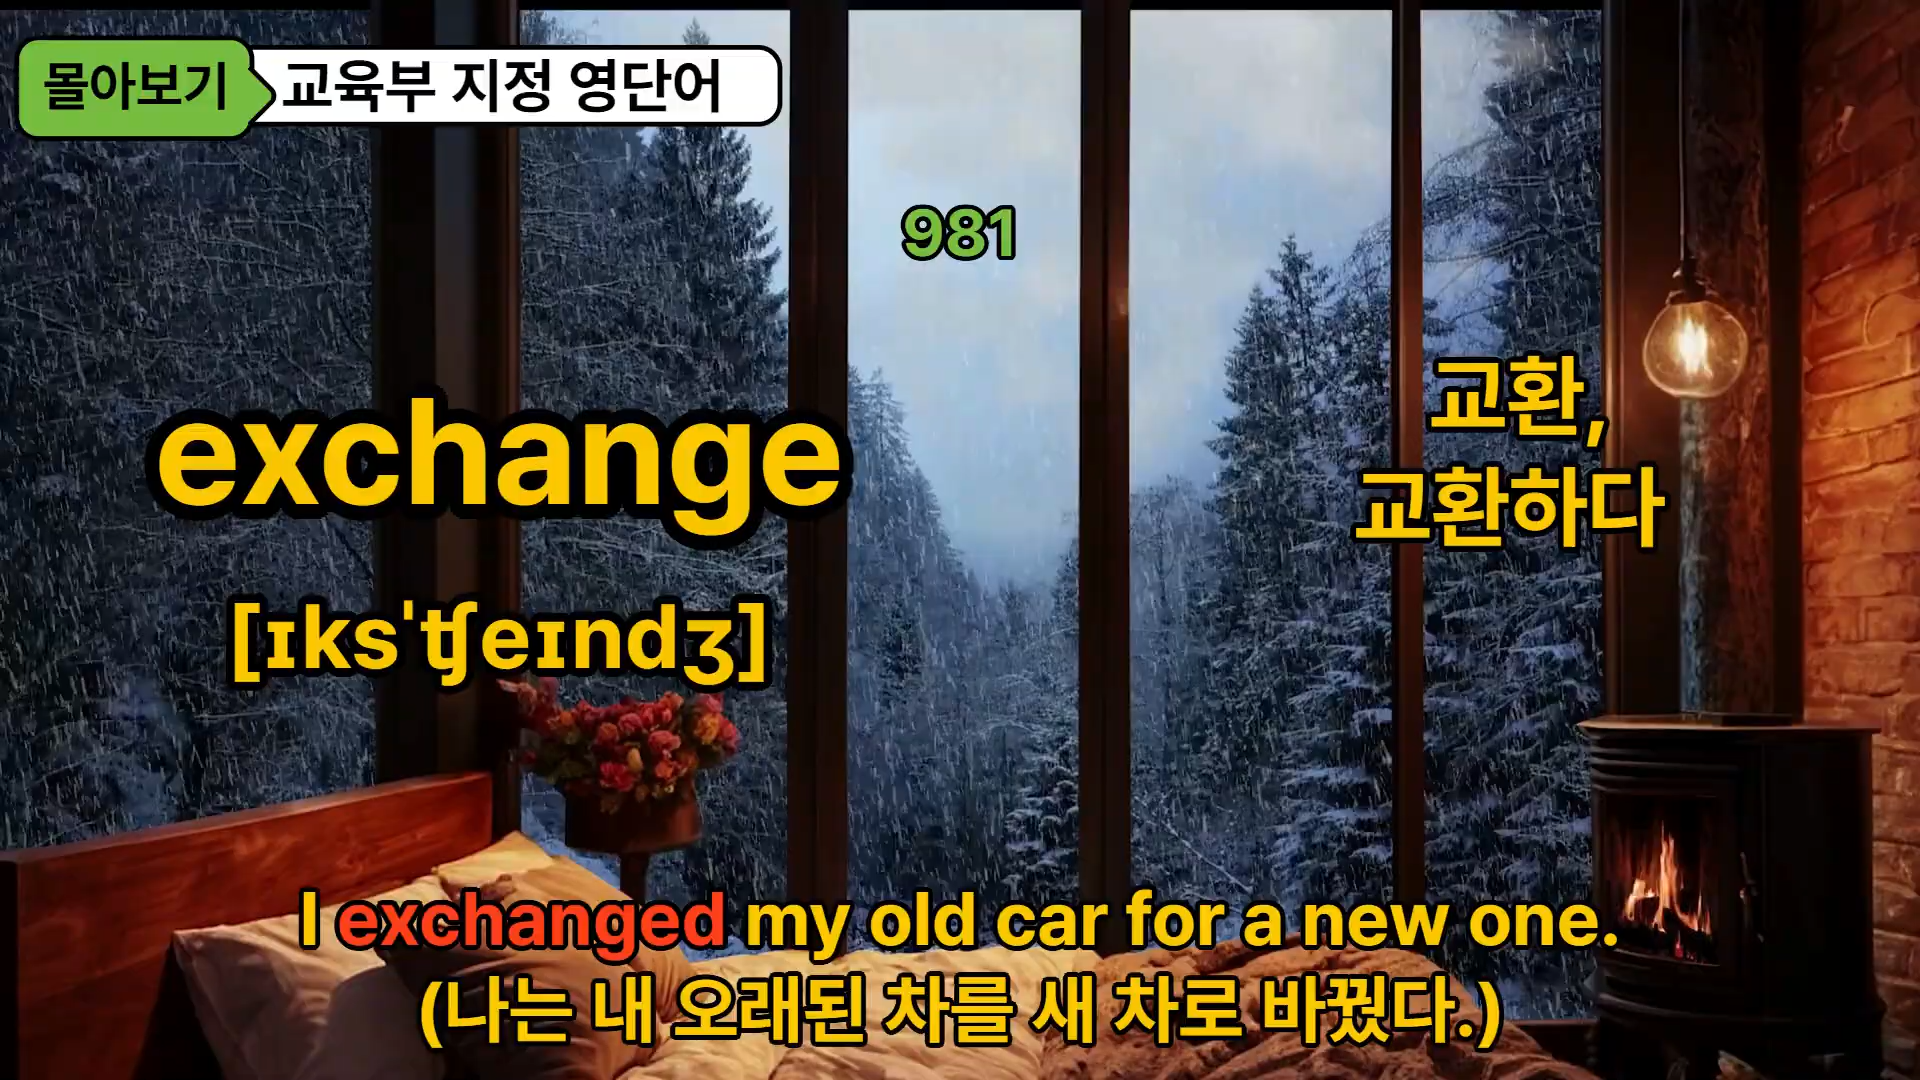 몰아보기 교육부 지정 영단어
981
exchange
[ɪksˈʧeɪndʒ]
교환,
교환하다
I exchanged my old car for a new one.
(나는 내 오래된 차를 새 차로 바꿨다.)